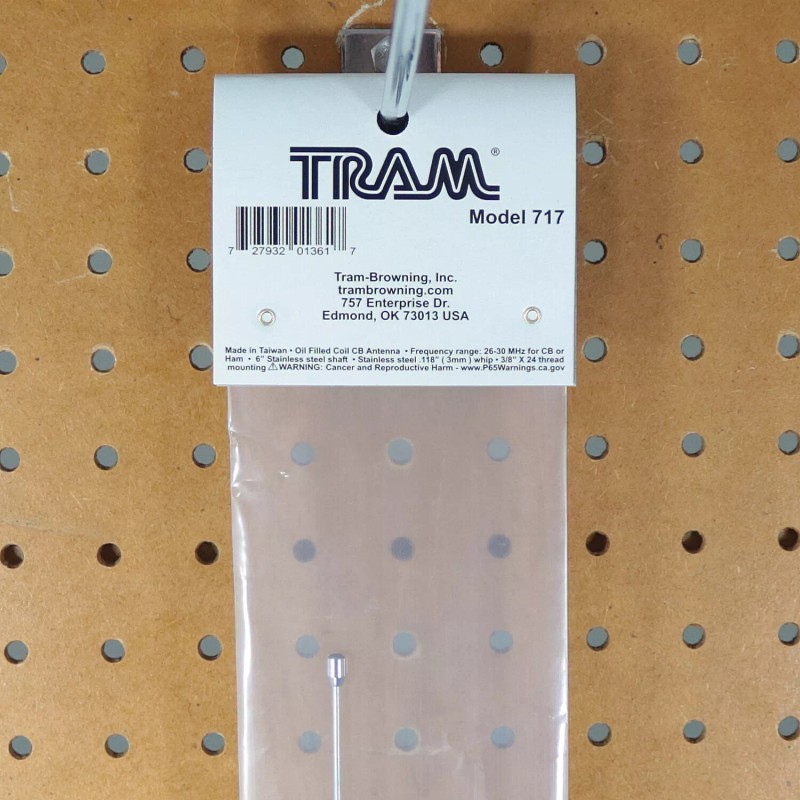 TRAM®
Model 717
7 27932 01361 7
Tram-Browning, Inc.
trambrowning.com
757 Enterprise Dr.
Edmond, OK 73013 USA
Made in Taiwan • Oil Filled Coil CB Antenna • Frequency range: 26-30 MHz for CB or
Ham • 6" Stainless steel shaft • Stainless steel .118" ( 3mm ) whip • 3/8" X 24 thread
mounting ⚠WARNING: Cancer and Reproductive Harm - www.P65Warnings.ca.gov